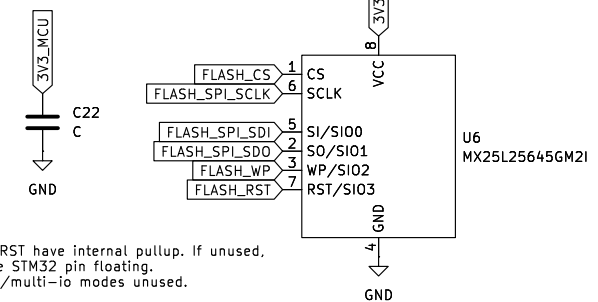 3V3_MCU
C22
C
GND
3V3
8
VCC
FLASH_CS 1 CS
FLASH_SPI_SCLK 6 SCLK
FLASH_SPI_SDI 5 SI/SIO0
FLASH_SPI_SDO 2 SO/SIO1
FLASH_WP 3 WP/SIO2
FLASH_RST 7 RST/SIO3
U6
MX25L25645GM2I
GND
4
GND
RST have internal pullup. If unused,
STM32 pin floating.
/multi-io modes unused.